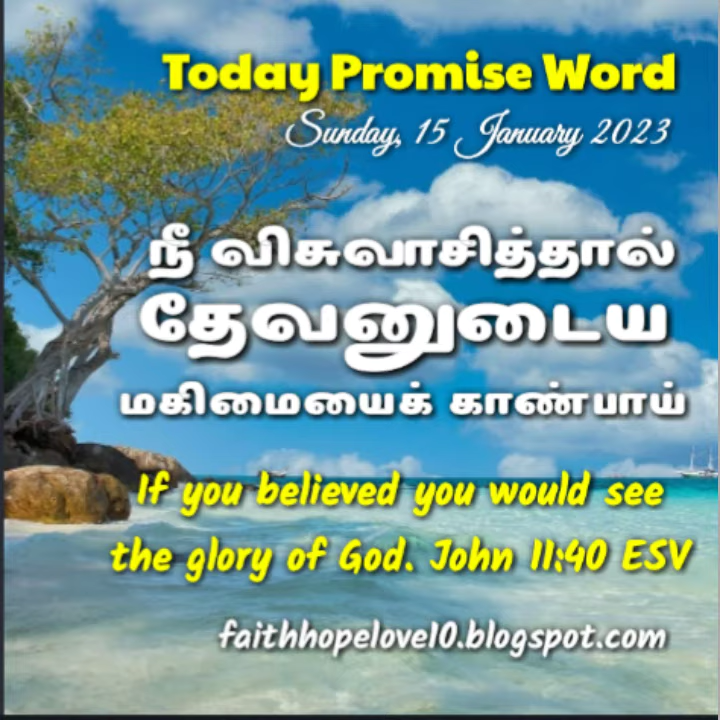 Today Promise Word
Sunday, 15 January 2023
நீ விசுவாசித்தால்
தேவனுடைய
மகிமையைக் காண்பாய்
If you believed you would see
the glory of God. John 11:40 ESV
faithhopelove10.blogspot.com